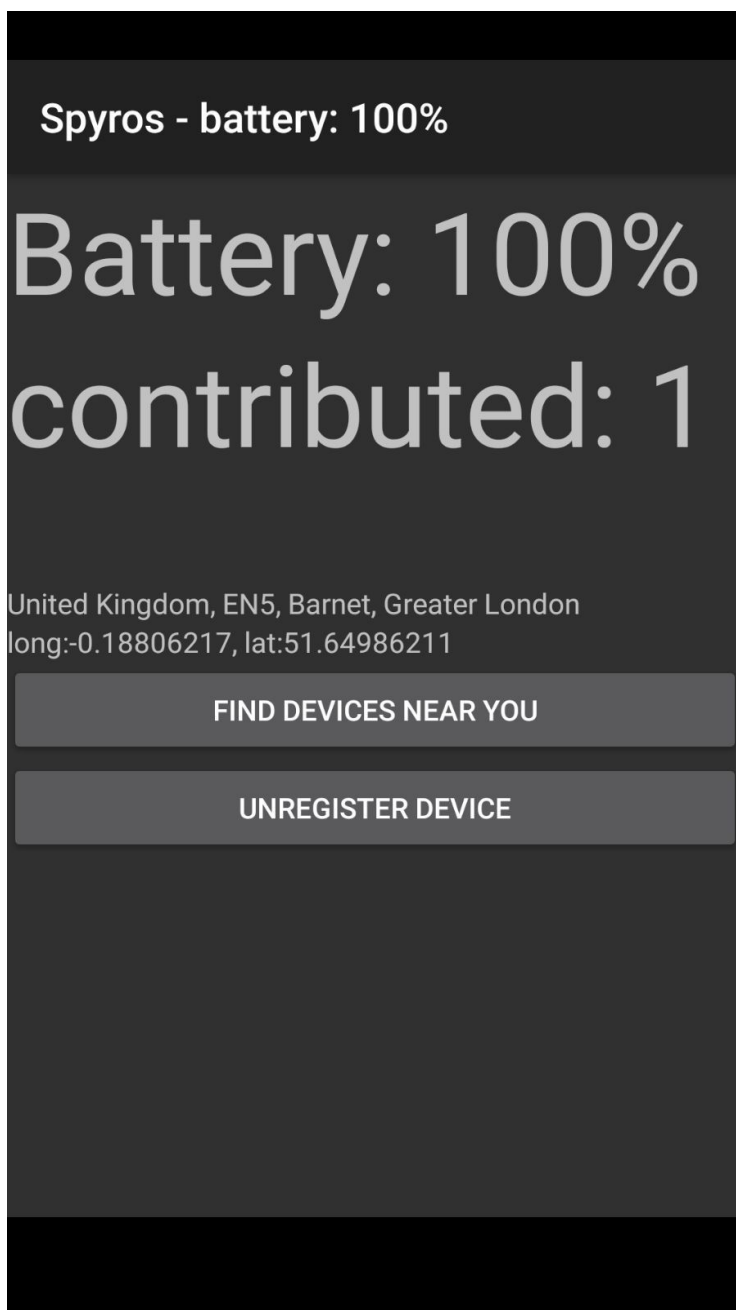 Spyros - battery: 100%
Battery: 100%
contributed: 1
United Kingdom, EN5, Barnet, Greater London
long:-0.18806217, lat:51.64986211
FIND DEVICES NEAR YOU
UNREGISTER DEVICE